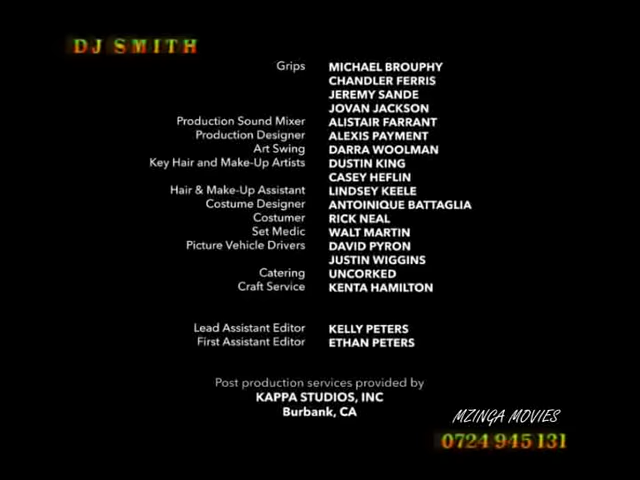 DJ SMITH
Grips MICHAEL BROUPHY
CHANDLER FERRIS
JEREMY SANDE
JOVAN JACKSON
Production Sound Mixer ALISTAIR FARRANT
Production Designer ALEXIS PAYMENT
Art Swing DARRA WOOLMAN
Key Hair and Make-Up Artists DUSTIN KING
CASEY HEFLIN
Hair & Make-Up Assistant LINDSEY KEELE
Costume Designer ANTOINIQUE BATTAGLIA
Costumer RICK NEAL
Set Medic WALT MARTIN
Picture Vehicle Drivers DAVID PYRON
JUSTIN WIGGINS
Catering UNCORKED
Craft Service KENTA HAMILTON
Lead Assistant Editor KELLY PETERS
First Assistant Editor ETHAN PETERS
Post production services provided by
KAPPA STUDIOS, INC
Burbank, CA
MZINGA MOVIES
0724 945 131